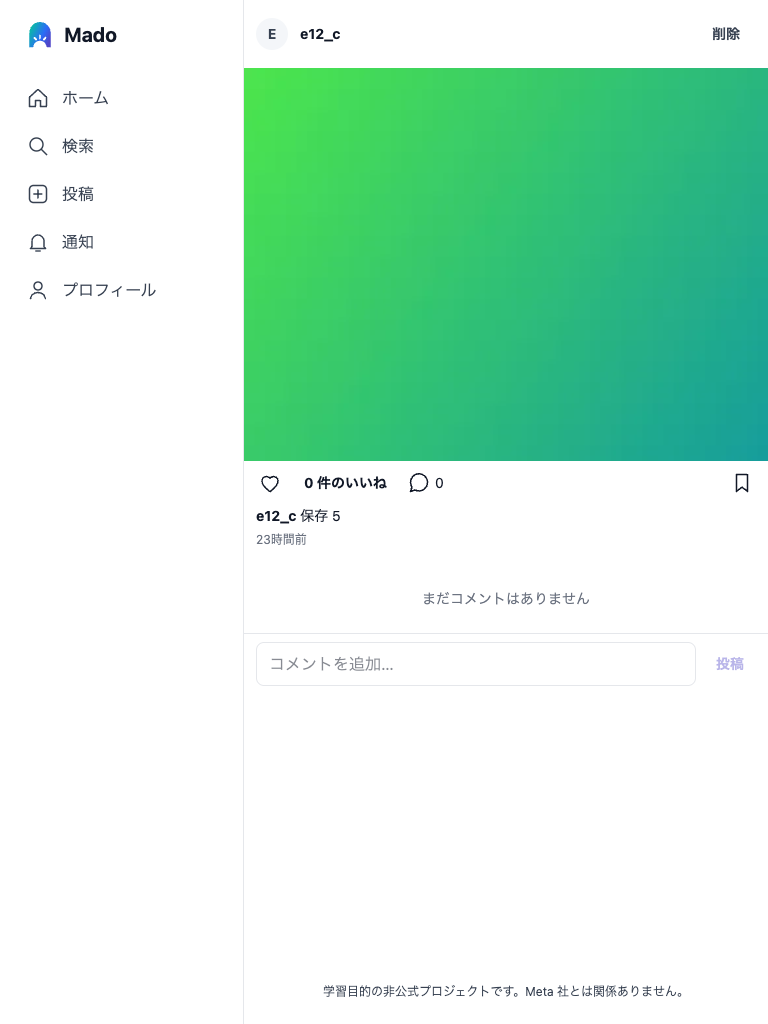 Mado
ホーム
検索
投稿
通知
プロフィール
E e12_c 削除
0 件のいいね 0
e12_c 保存 5
23時間前
まだコメントはありません
コメントを追加... 投稿
学習目的の非公式プロジェクトです。Meta 社とは関係ありません。